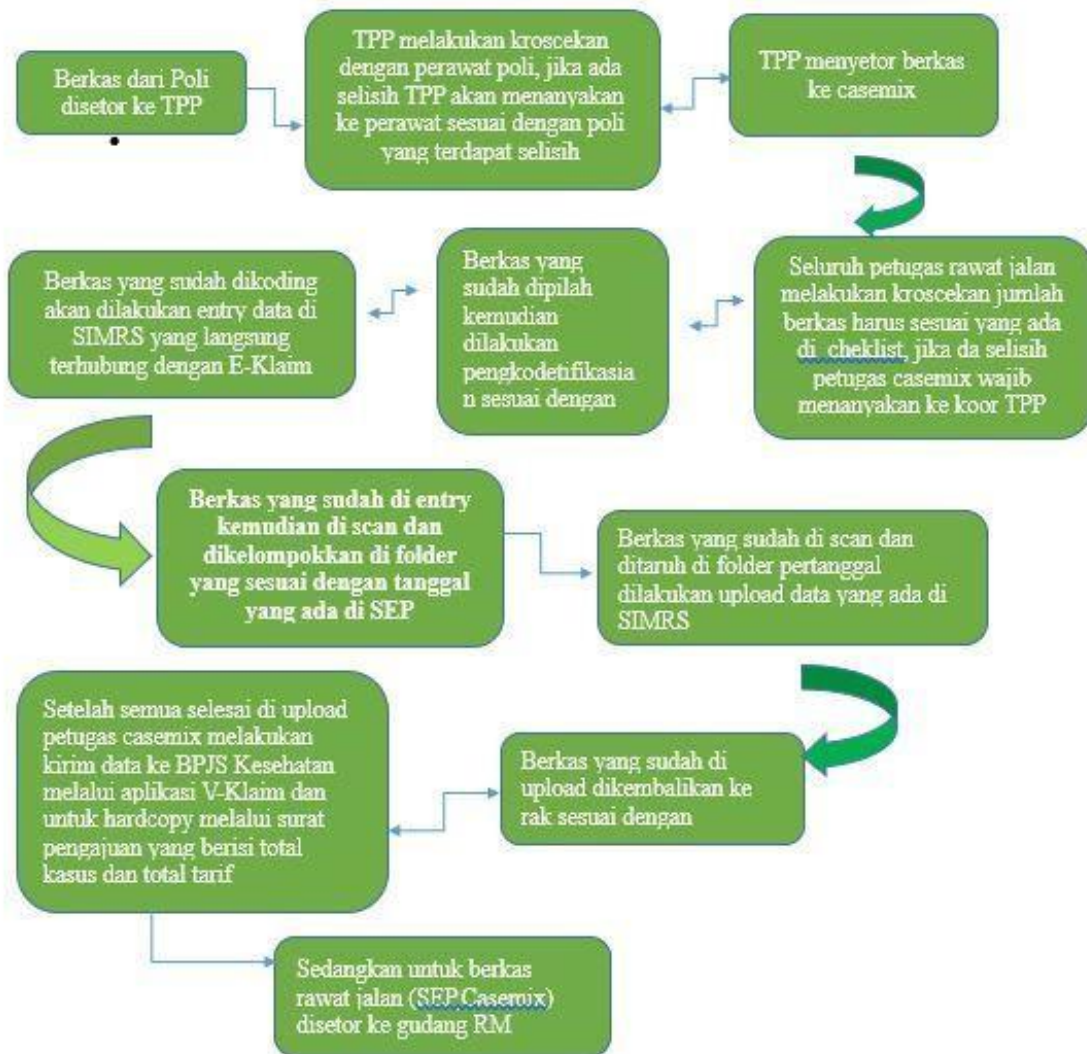 Berkas dari Poli
disetor ke TPP
TPP melakukan kroscekan
dengan perawat poli, jika ada
selisih TPP akan menanyakan
ke perawat sesuai dengan poli
yang terdapat selisih
TPP menyetor berkas
ke casemix
Seluruh petugas rawat jalan
melakukan kroscekan jumlah
berkas harus sesuai yang ada
di cheklist, jika da selisih
petugas casemix wajib
menanyakan ke koor TPP
Berkas yang
sudah dipilah
kemudian
dilakukan
pengkodetifikasia
n sesuai dengan
Berkas yang sudah dikoding
akan dilakukan entry data di
SIMRS yang langsung
terhubung dengan E-Klaim
Berkas yang sudah di entry
kemudian di scan dan
dikelompokkan di folder
yang sesuai dengan tanggal
yang ada di SEP
Berkas yang sudah di scan dan
ditaruh di folder pertanggal
dilakukan upload data yang ada di
SIMRS
Berkas yang sudah di
upload dikembalikan ke
rak sesuai dengan
Setelah semua selesai di upload
petugas casemix melakukan
kirim data ke BPJS Kesehatan
melalui aplikasi V-Klaim dan
untuk hardcopy melalui surat
pengajuan yang berisi total
kasus dan total tarif
Sedangkan untuk berkas
rawat jalan (SEP.Casemix)
disetor ke gudang RM